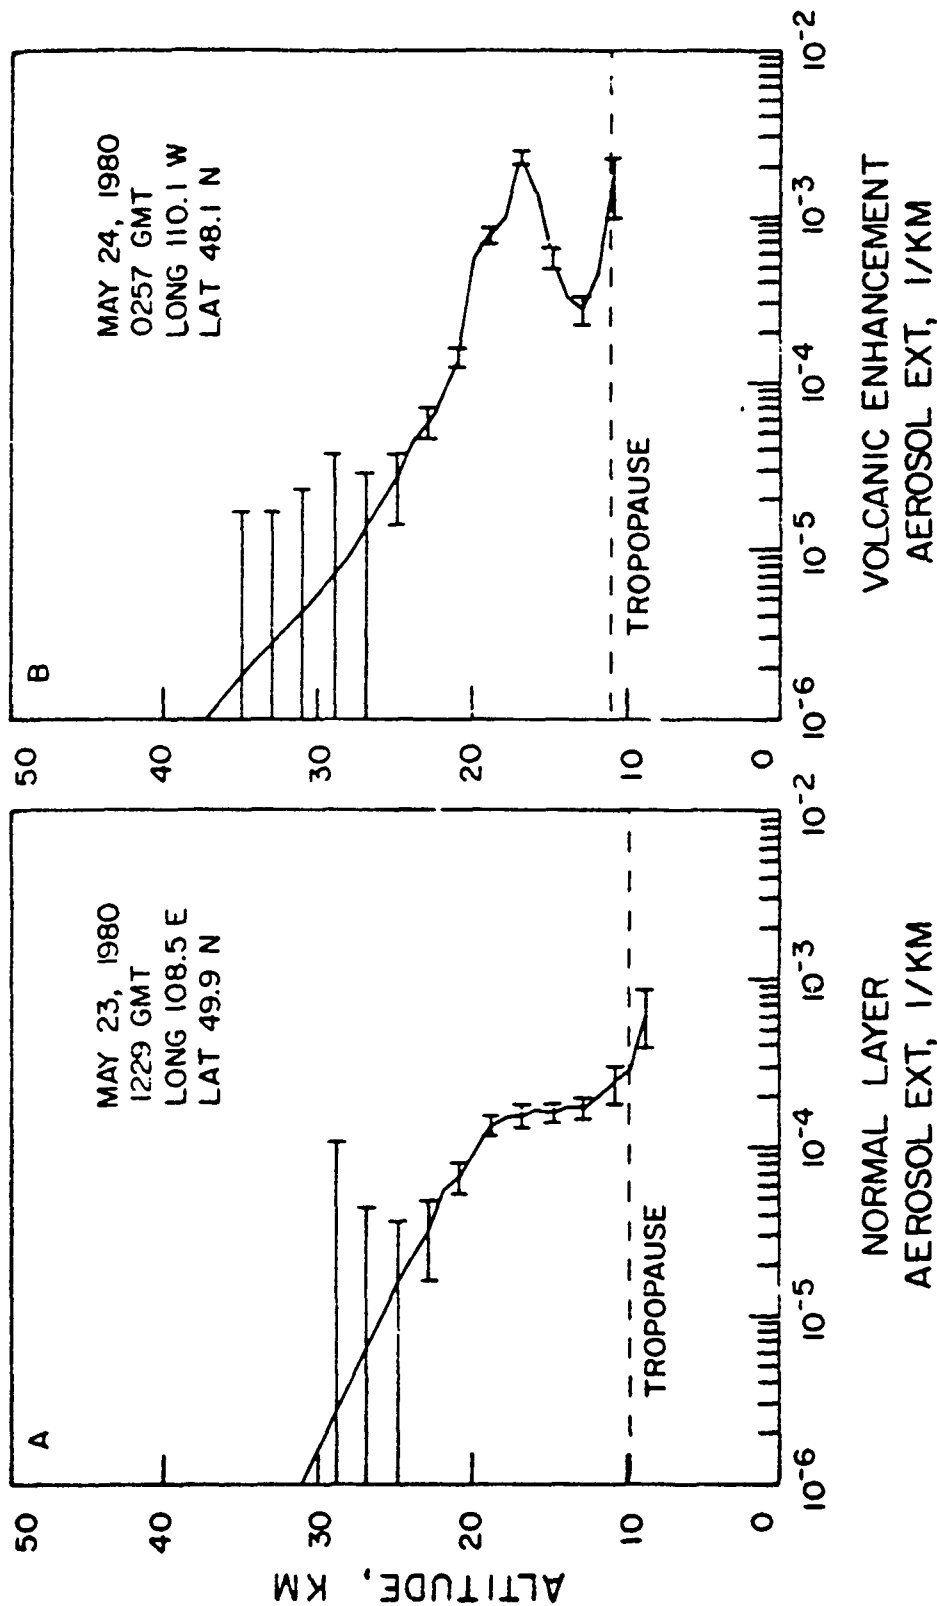 A
MAY 23, 1980
1229 GMT
LONG 108.5 E
LAT 49.9 N
TROPOPAUSE
50
40
30
20
10
0
ALTITUDE, KM
10-6
10-5
10-4
10-3
10-2
NORMAL LAYER
AEROSOL EXT, 1/KM
B
MAY 24, 1980
0257 GMT
LONG 110.1 W
LAT 48.1 N
TROPOPAUSE
50
40
30
20
10
0
10-6
10-5
10-4
10-3
10-2
VOLCANIC ENHANCEMENT
AEROSOL EXT, 1/KM